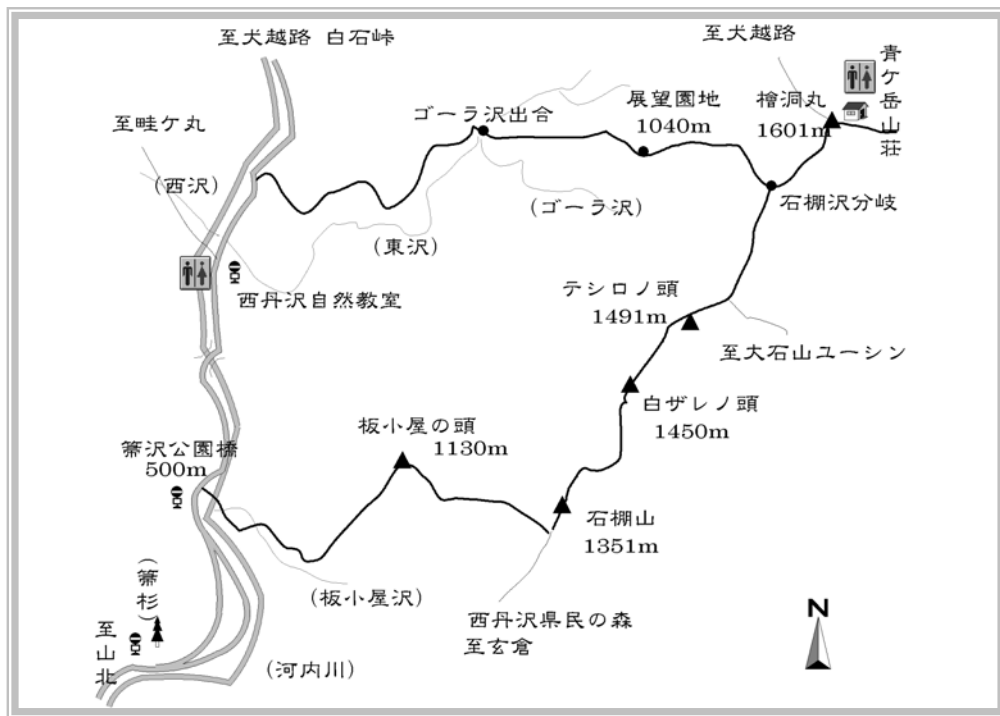 至犬越路 白石峠
至犬越路
青ケ岳山荘
展望園地
1040m
檜洞丸
1601m
ゴーラ沢出合
至畦ケ丸
(西沢)
(ゴーラ沢)
石棚沢分岐
(東沢)
西丹沢自然教室
テシロノ頭
1491m
至大石山ユーシン
白ザレノ頭
1450m
板小屋の頭
1130m
箒沢公園橋
500m
石棚山
1351m
(板小屋沢)
(箒杉)
西丹沢県民の森
至玄倉
至山北
(河内川)
N